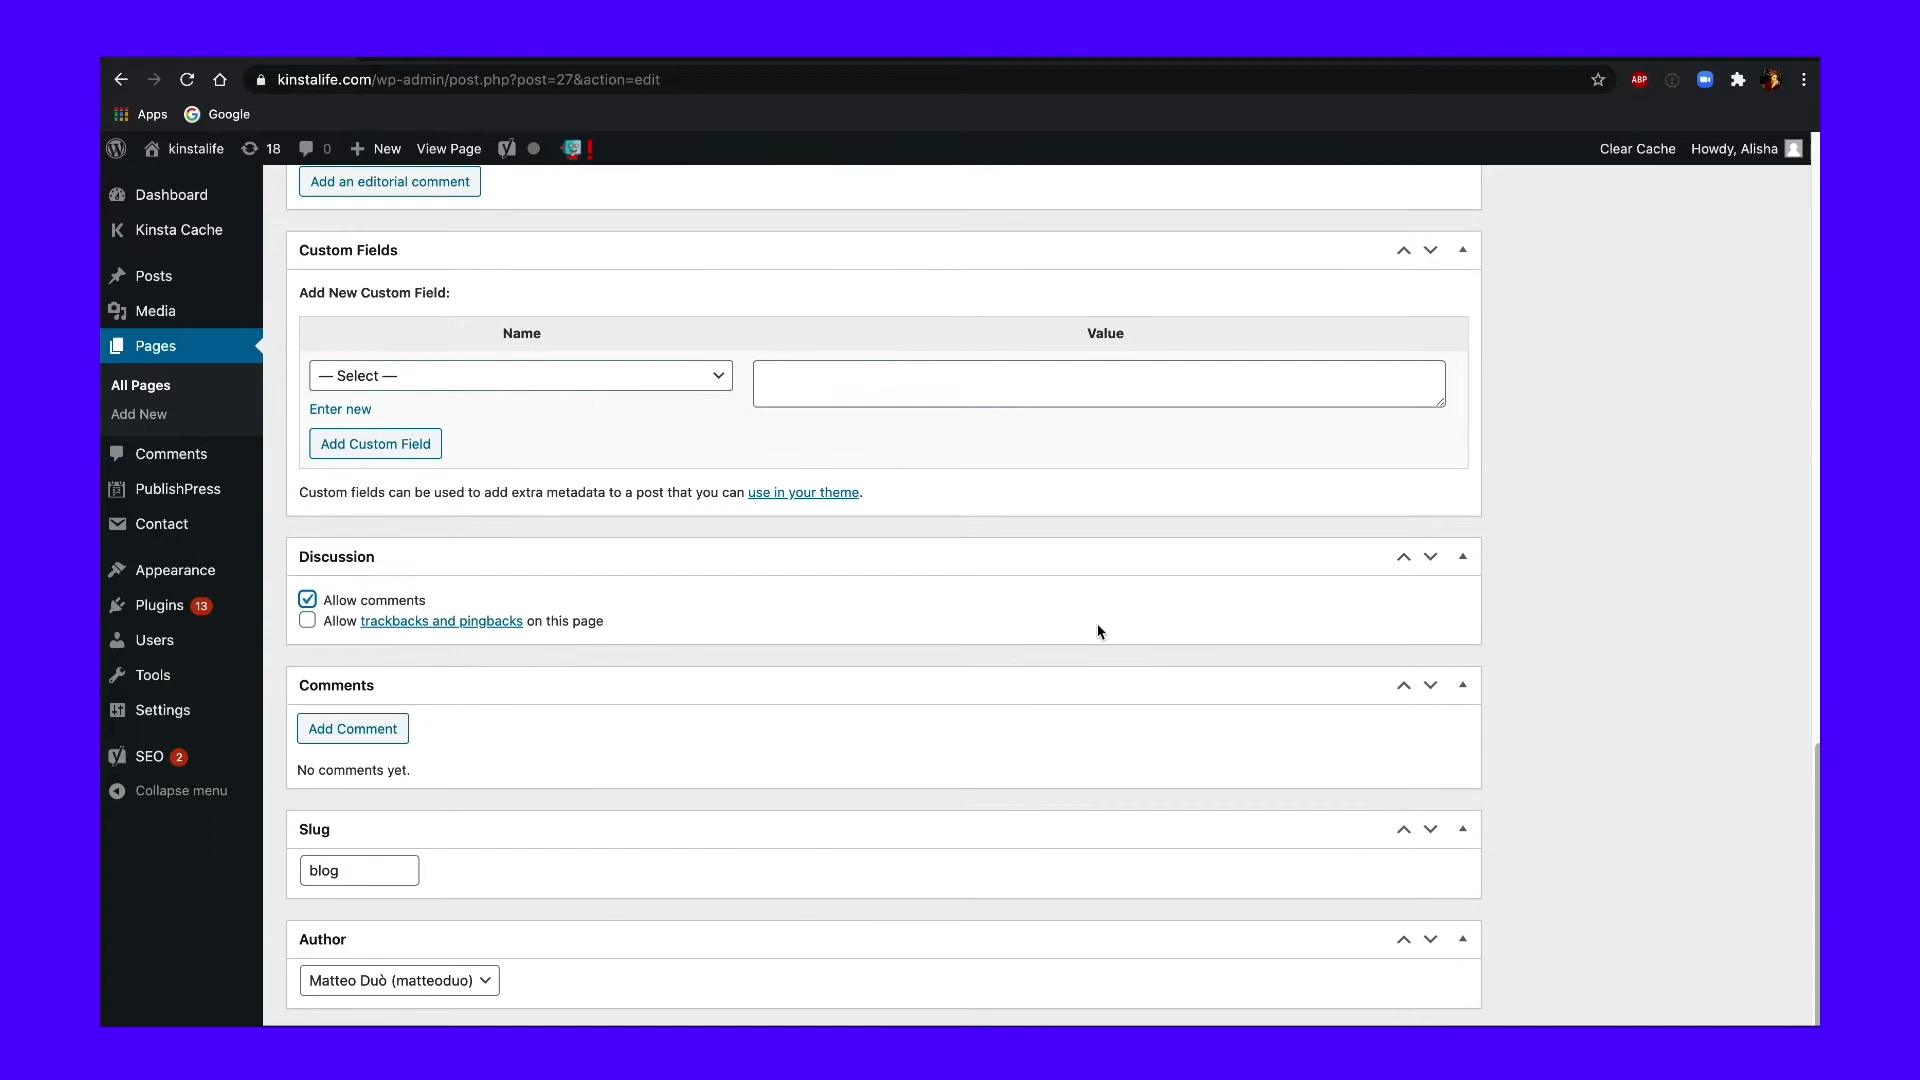 kinstalife.com/wp-admin/post.php?post=27&action=edit
ABP
Apps
Google
kinstalife
18
0
New
View Page
Clear Cache
Howdy, Alisha
Dashboard
Kinsta Cache
Posts
Media
Pages
All Pages
Add New
Comments
PublishPress
Contact
Appearance
Plugins 13
Users
Tools
Settings
SEO 2
Collapse menu
Add an editorial comment
Custom Fields
Add New Custom Field:
Name
Value
— Select —
Enter new
Add Custom Field
Custom fields can be used to add extra metadata to a post that you can use in your theme.
Discussion
Allow comments
Allow trackbacks and pingbacks on this page
Comments
Add Comment
No comments yet.
Slug
blog
Author
Matteo Duò (matteoduo)